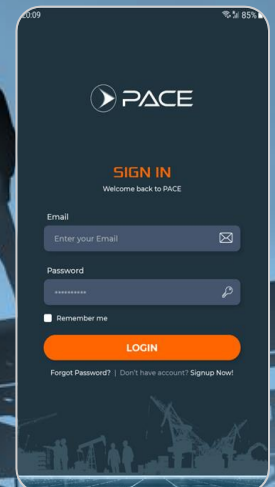 20:09 85%
PACE
SIGN IN
Welcome back to PACE
Email
Enter your Email
Password
**********
Remember me
LOGIN
Forgot Password? | Don't have account? Signup Now!